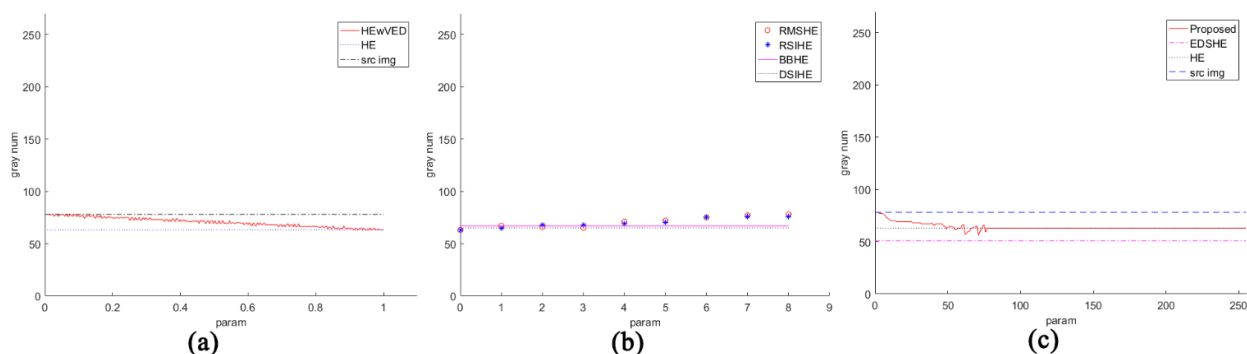 250
200
150
100
50
0
gray num
HEwVED
HE
src img
0 0.2 0.4 0.6 0.8 1
param
(a)
250
200
150
100
50
0
gray num
RMSHE
RSIHE
BBHE
DSIHE
0 1 2 3 4 5 6 7 8 9
param
(b)
250
200
150
100
50
0
gray num
Proposed
EDSHE
HE
src img
0 50 100 150 200 250
param
(c)